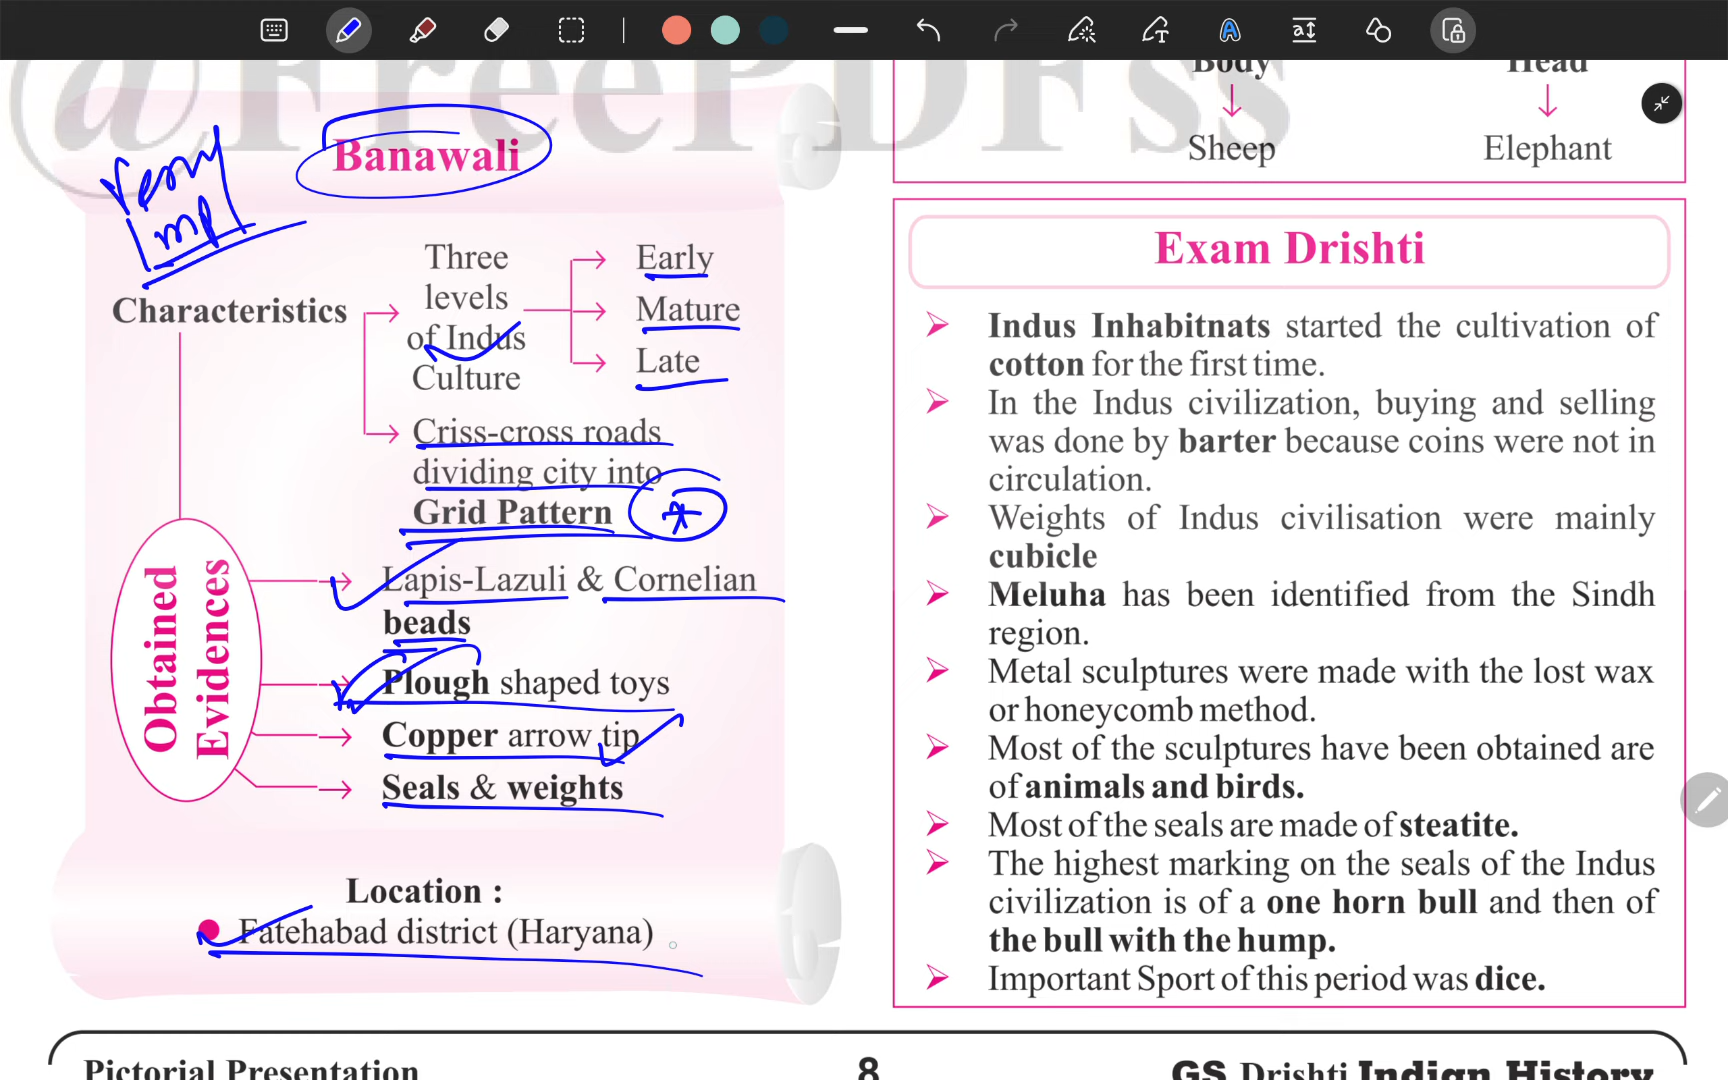 @FreePDFss
Banawali
Very
Imp
Characteristics
Three
levels
of Indus
Culture
Early
Mature
Late
Criss-cross roads
dividing city into
Grid Pattern
Obtained
Evidences
Lapis-Lazuli & Cornelian
beads
Plough shaped toys
Copper arrow tip
Seals & weights
Location :
Fatehabad district (Haryana)
Body
Head
Sheep
Elephant
Exam Drishti
Indus Inhabitnats started the cultivation of
cotton for the first time.
In the Indus civilization, buying and selling
was done by barter because coins were not in
circulation.
Weights of Indus civilisation were mainly
cubicle
Meluha has been identified from the Sindh
region.
Metal sculptures were made with the lost wax
or honeycomb method.
Most of the sculptures have been obtained are
of animals and birds.
Most of the seals are made of steatite.
The highest marking on the seals of the Indus
civilization is of a one horn bull and then of
the bull with the hump.
Important Sport of this period was dice.
Pictorial Presentation
8
GS Drishti Indian History